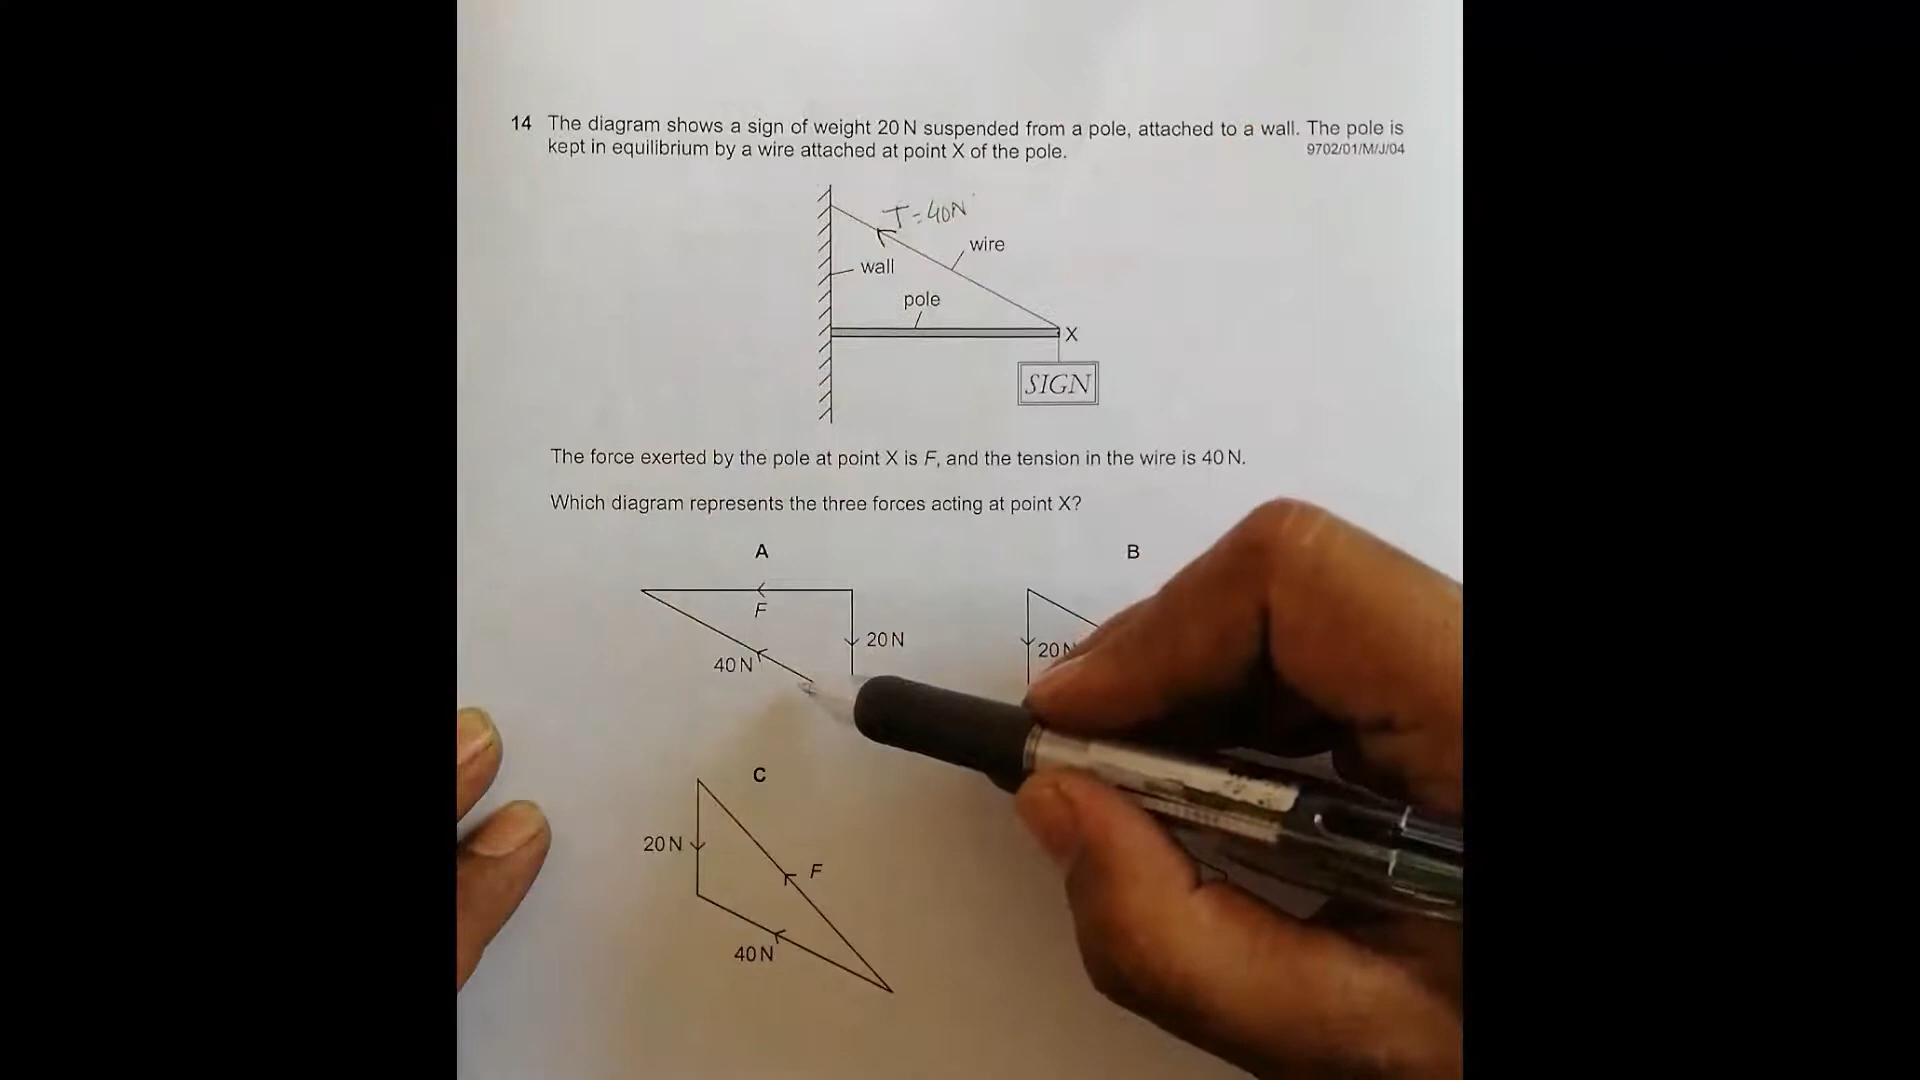 14 The diagram shows a sign of weight 20 N suspended from a pole, attached to a wall. The pole is
kept in equilibrium by a wire attached at point X of the pole. 9702/01/M/J/04
T=40N
wire
wall
pole
X
SIGN
The force exerted by the pole at point X is F, and the tension in the wire is 40 N.
Which diagram represents the three forces acting at point X?
A B
F
20 N
40 N
20 N
C
20 N
F
40 N